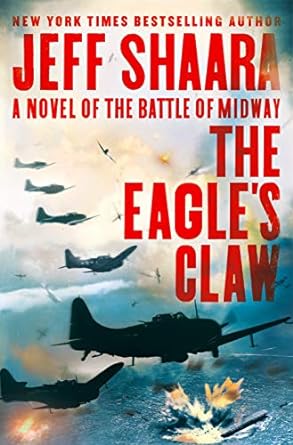 NEW YORK TIMES BESTSELLING AUTHOR
JEFF SHAARA
A NOVEL OF THE BATTLE OF MIDWAY
THE
EAGLE'S
CLAW